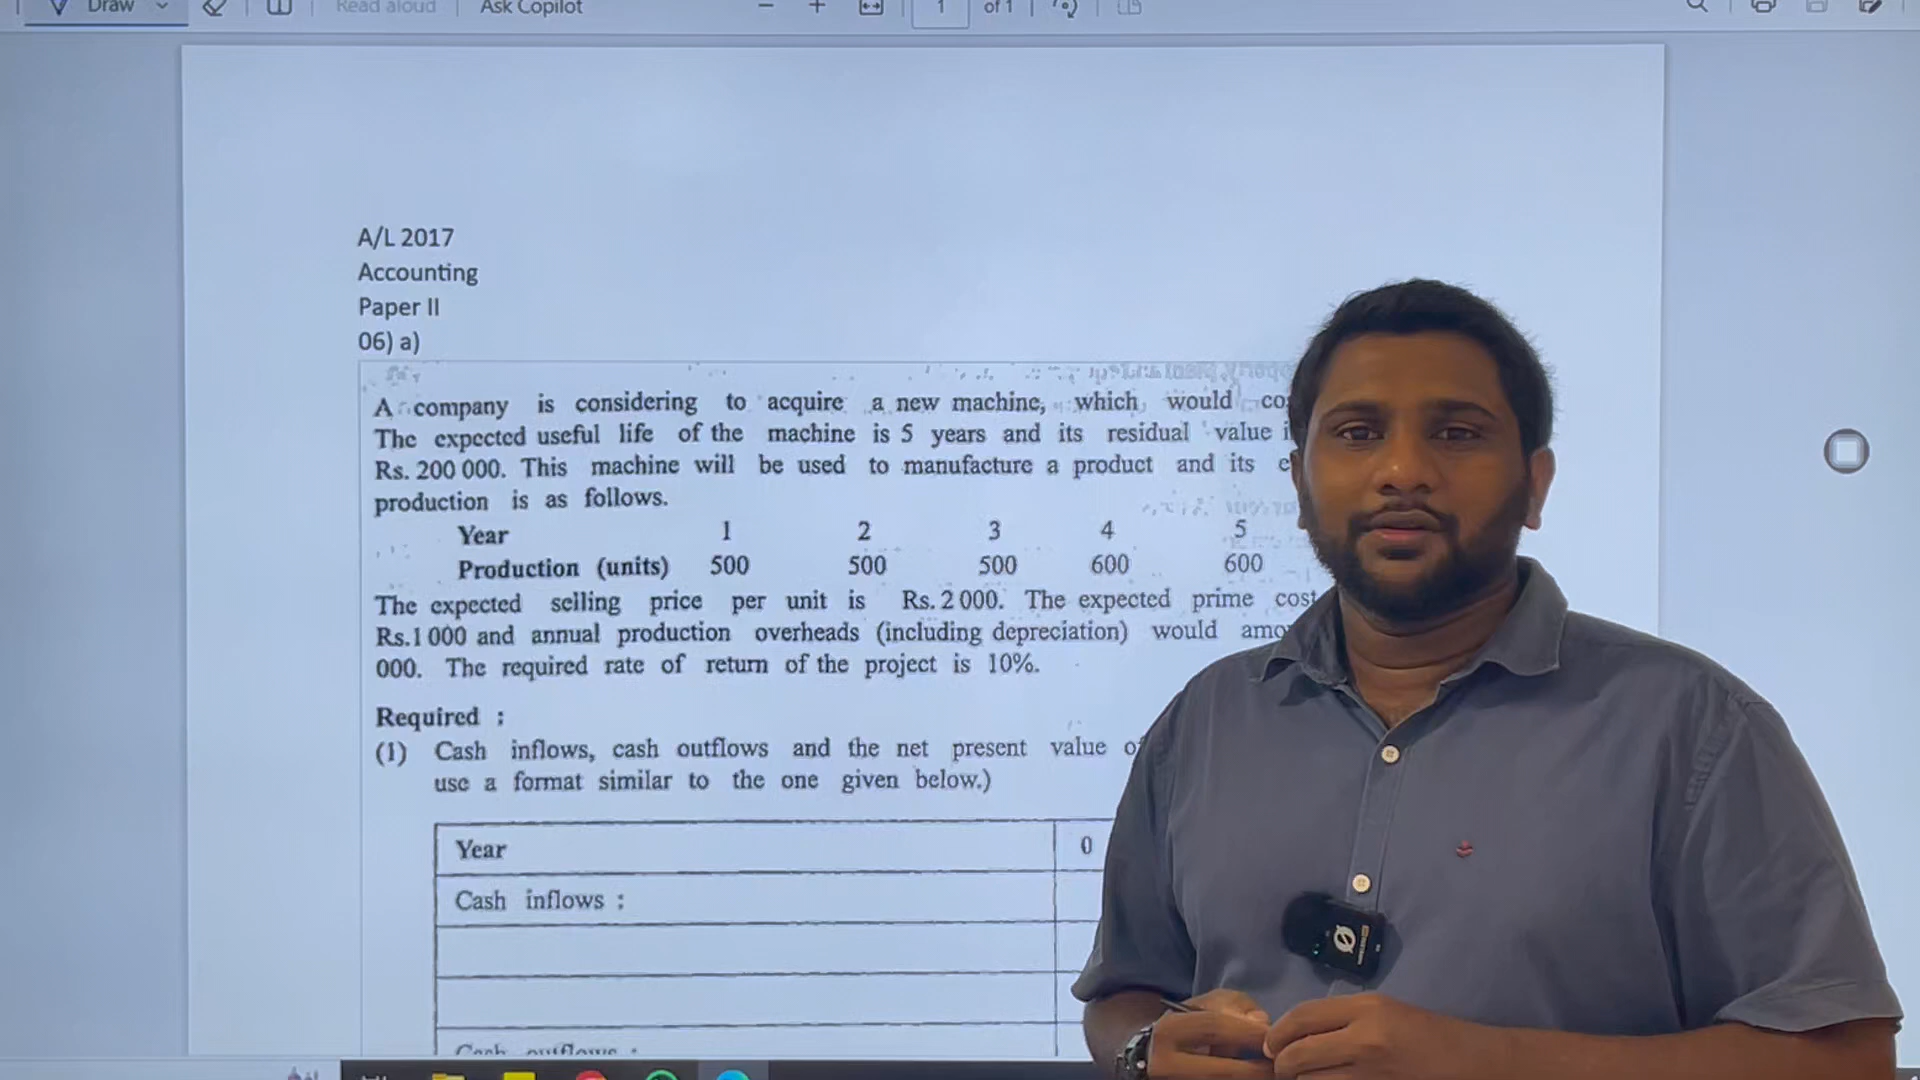 Draw
Read aloud
Ask Copilot
1
of 1
A/L 2017
Accounting
Paper II
06) a)
A company is considering to acquire a new machine, which would
The expected useful life of the machine is 5 years and its residual value
Rs. 200 000. This machine will be used to manufacture a product and its
production is as follows.
Year 1 2 3 4 5
Production (units) 500 500 500 600 600
The expected selling price per unit is Rs. 2 000. The expected prime cost
Rs.1 000 and annual production overheads (including depreciation) would
000. The required rate of return of the project is 10%.
Required :
(1) Cash inflows, cash outflows and the net present value
use a format similar to the one given below.)
Year 0
Cash inflows :
Cash outflows :